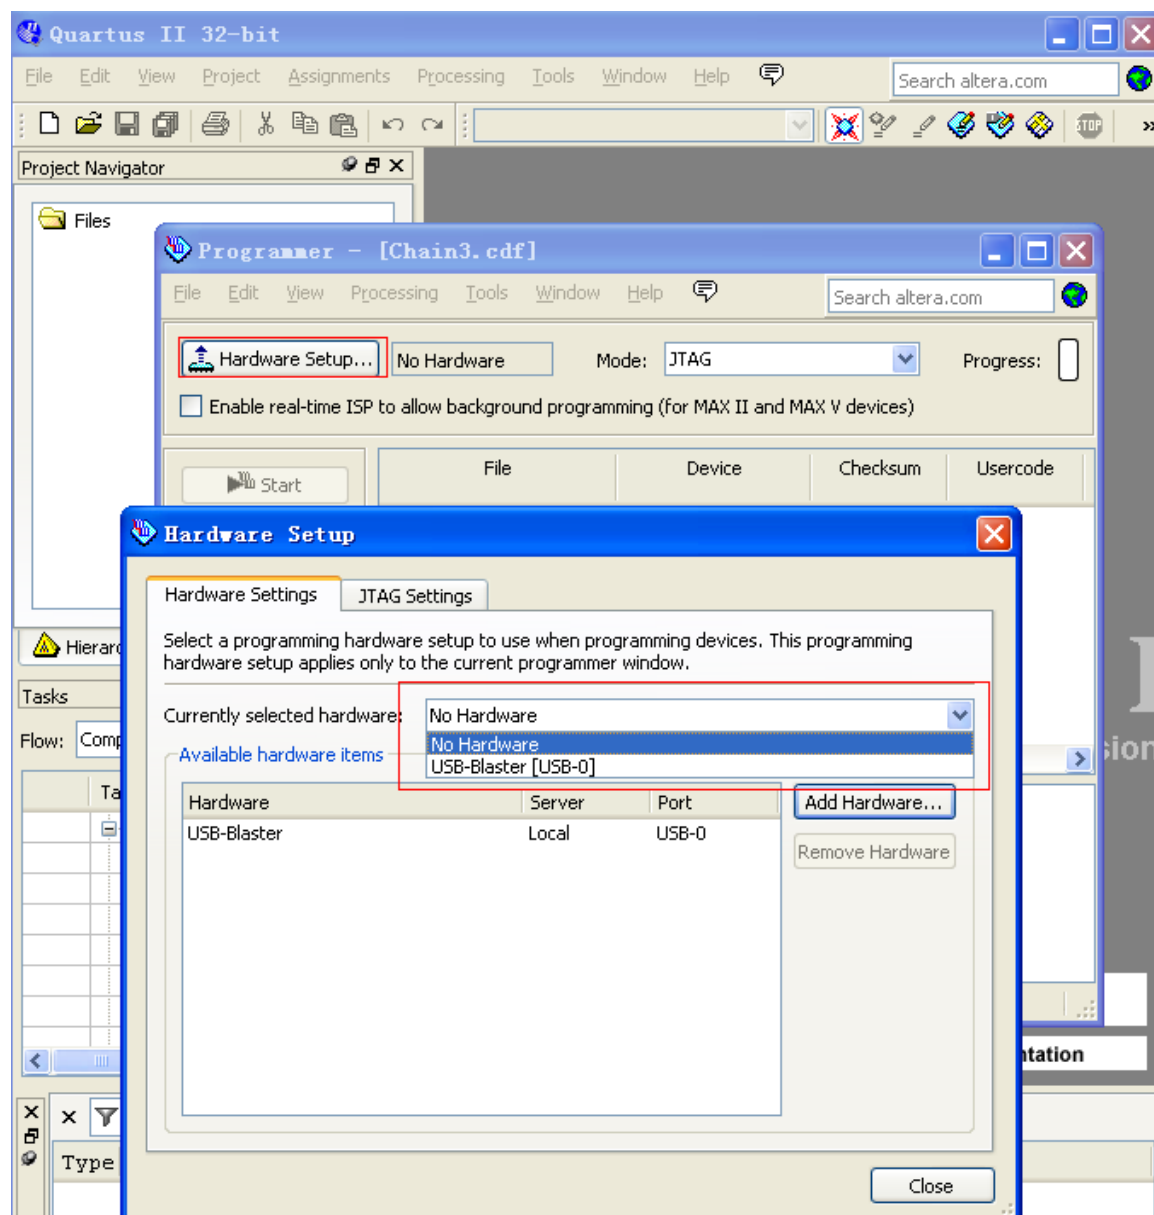 Quartus II 32-bit
File Edit View Project Assignments Processing Tools Window Help Search altera.com
STOP »
Project Navigator
Files
Programmer - [Chain3.cdf]
File Edit View Processing Tools Window Help Search altera.com
Hardware Setup... No Hardware Mode: JTAG Progress:
Enable real-time ISP to allow background programming (for MAX II and MAX V devices)
Start File Device Checksum Usercode
Hardware Setup
Hardware Settings JTAG Settings
Select a programming hardware setup to use when programming devices. This programming
hardware setup applies only to the current programmer window.
Currently selected hardware: No Hardware
No Hardware
USB-Blaster [USB-0]
Available hardware items
Hardware Server Port Add Hardware...
USB-Blaster Local USB-0
Remove Hardware
Close
Hierarc
Tasks
Flow: Comp
Ta
sion
ntation
Type